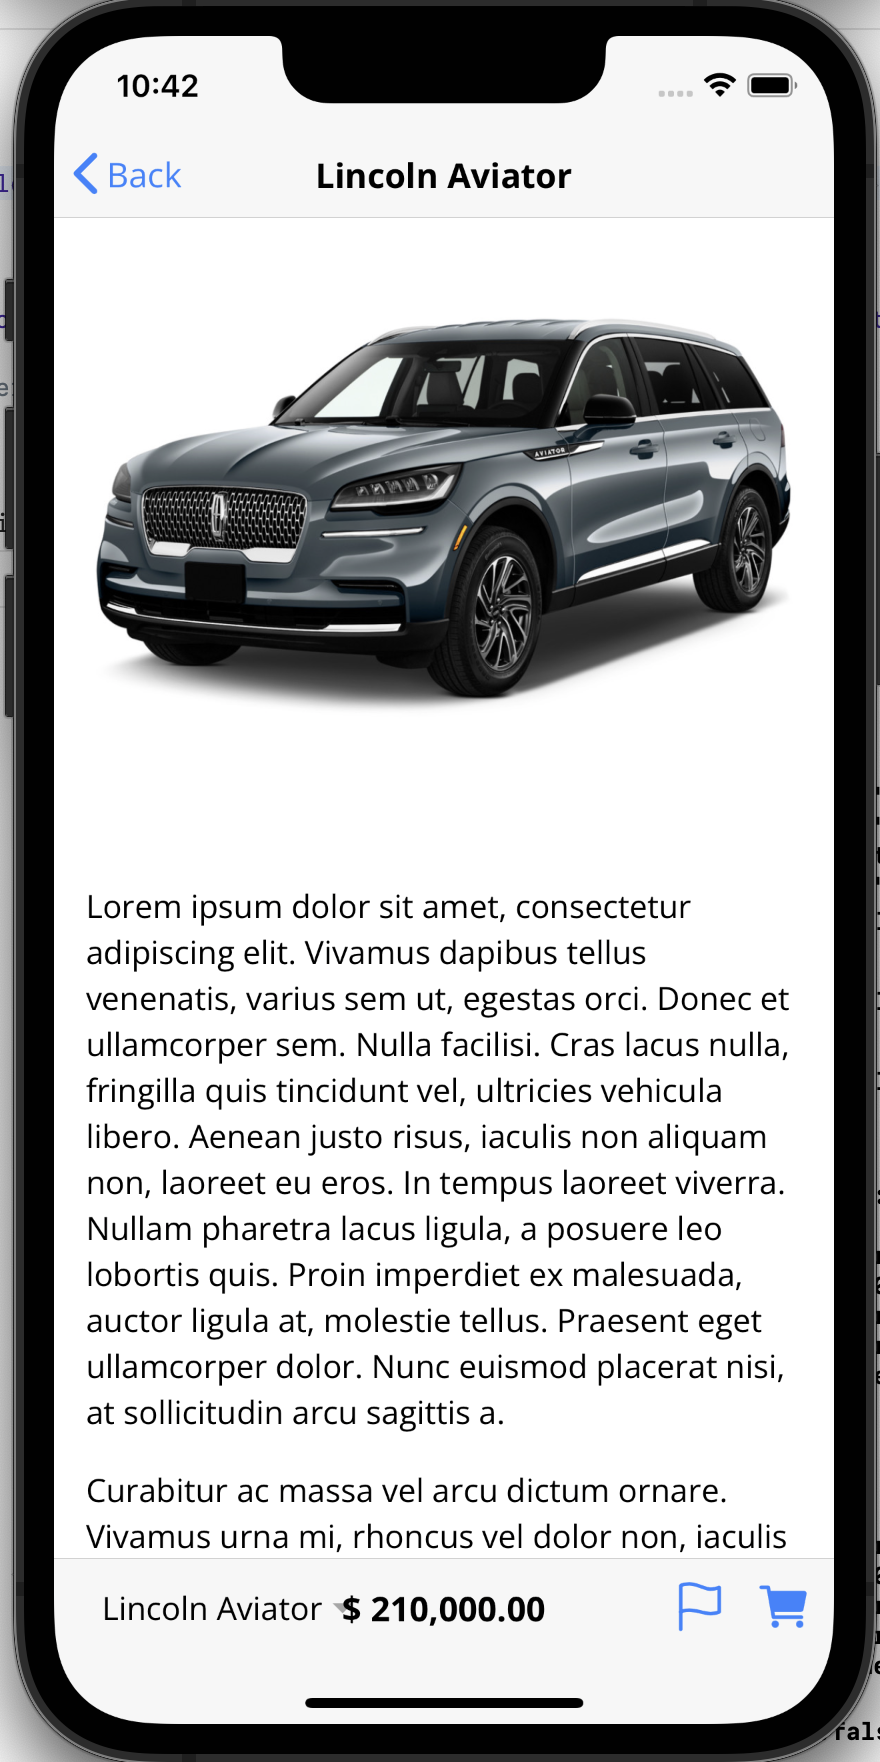 10:42
Back
Lincoln Aviator
AVIATOR
Lorem ipsum dolor sit amet, consectetur
adipiscing elit. Vivamus dapibus tellus
venenatis, varius sem ut, egestas orci. Donec et
ullamcorper sem. Nulla facilisi. Cras lacus nulla,
fringilla quis tincidunt vel, ultricies vehicula
libero. Aenean justo risus, iaculis non aliquam
non, laoreet eu eros. In tempus laoreet viverra.
Nullam pharetra lacus ligula, a posuere leo
lobortis quis. Proin imperdiet ex malesuada,
auctor ligula at, molestie tellus. Praesent eget
ullamcorper dolor. Nunc euismod placerat nisi,
at sollicitudin arcu sagittis a.
Curabitur ac massa vel arcu dictum ornare.
Vivamus urna mi, rhoncus vel dolor non, iaculis
Lincoln Aviator $ 210,000.00